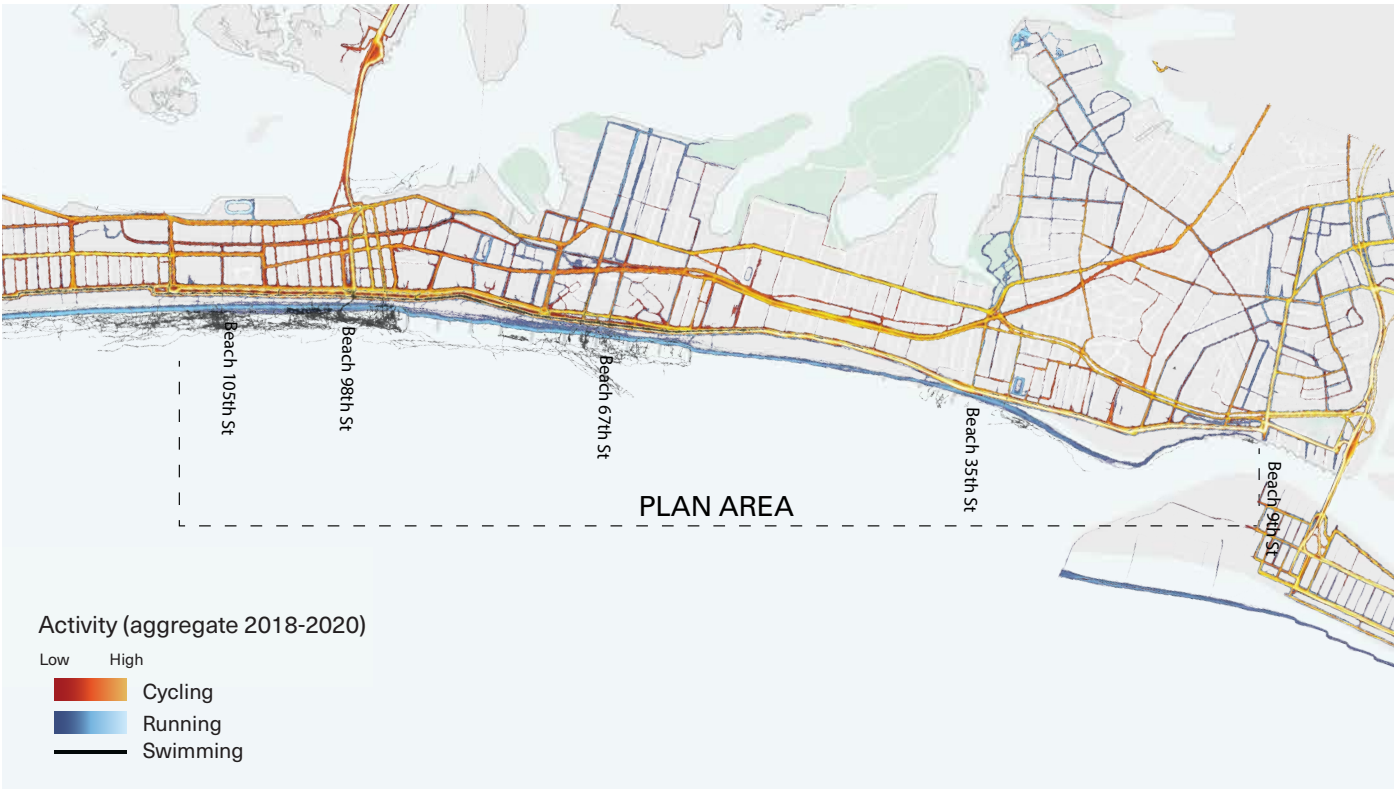 Beach 105th St
Beach 98th St
Beach 67th St
Beach 35th St
Beach 9th St
PLAN AREA
Activity (aggregate 2018-2020)
Low High
Cycling
Running
Swimming